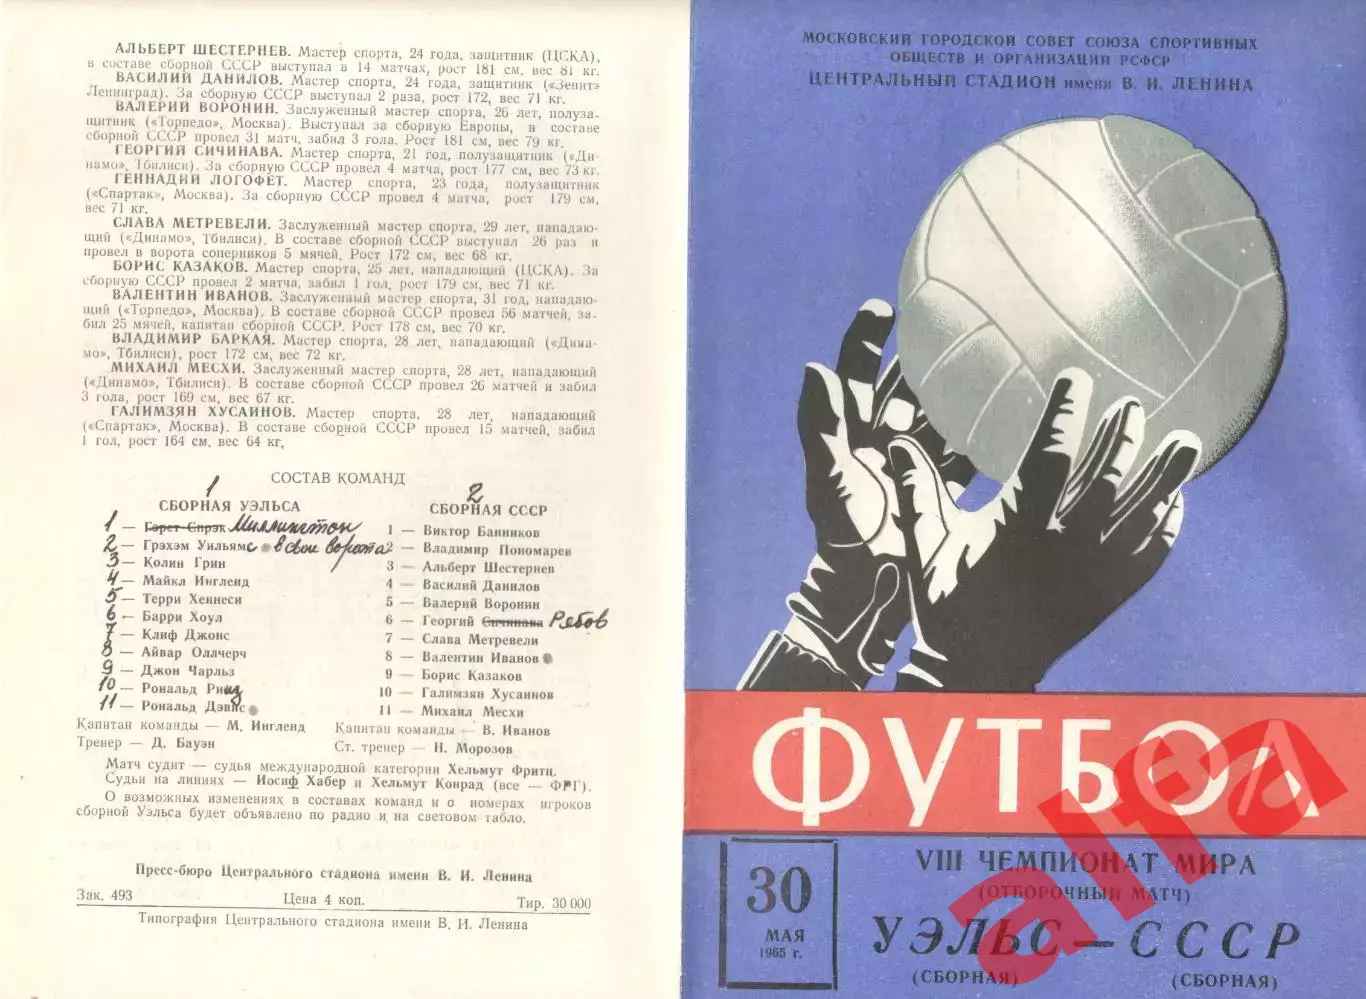 АЛЬБЕРТ ШЕСТЕРНЕВ. Мастер спорта, 24 года, защитник (ЦСКА),
в составе сборной СССР выступал в 14 матчах, рост 181 см, вес 81 кг.
ВАСИЛИЙ ДАНИЛОВ. Мастер спорта, 24 года, защитник («Зенит»
Ленинград). За сборную СССР выступал 2 раза, рост 172, вес 71 кг.
ВАЛЕРИЙ ВОРОНИН. Заслуженный мастер спорта, 26 лет, полуза-
щитник («Торпедо», Москва). Выступал за сборную Европы, в составе
сборной СССР провел 31 матч, забил 3 гола. Рост 181 см, вес 79 кг.
ГЕОРГИЙ СИЧИНАВА. Мастер спорта, 21 год, полузащитник («Ди-
намо», Тбилиси). За сборную СССР провел 4 матча, рост 177 см, вес 73 кг.
ГЕННАДИЙ ЛОГОФЕТ. Мастер спорта, 23 года, полузащитник
(«Спартак», Москва). За сборную СССР провел 4 матча, рост 179 см,
вес 71 кг.
СЛАВА МЕТРЕВЕЛИ. Заслуженный мастер спорта, 29 лет, нападаю-
щий («Динамо», Тбилиси). В составе сборной СССР выступал 26 раз и
провел в ворота соперников 5 мячей. Рост 172 см, вес 68 кг.
БОРИС КАЗАКОВ. Мастер спорта, 25 лет, нападающий (ЦСКА). За
сборную СССР провел 2 матча, забил 1 гол, рост 179 см, вес 71 кг.
ВАЛЕНТИН ИВАНОВ. Заслуженный мастер спорта, 31 год, нападаю-
щий («Торпедо», Москва). В составе сборной СССР провел 56 матчей, за-
бил 25 мячей, капитан сборной СССР. Рост 178 см, вес 70 кг.
ВЛАДИМИР БАРКАЯ. Мастер спорта, 28 лет, нападающий («Дина-
мо», Тбилиси), рост 172 см, вес 72 кг.
МИХАИЛ МЕСХИ. Заслуженный мастер спорта, 28 лет, нападающий
(«Динамо», Тбилиси). В составе сборной СССР провел 26 матчей и забил
3 гола, рост 169 см, вес 67 кг.
ГАЛИМЗЯН ХУСАИНОВ. Мастер спорта, 28 лет, нападающий
(«Спартак», Москва). В составе сборной СССР провел 15 матчей, забил
1 гол, рост 164 см, вес 64 кг,
СОСТАВ КОМАНД
1
СБОРНАЯ УЭЛЬСА
1 — Гарет Спрэк Миллингтон
2 — Грэхэм Уильямс в свои ворота
3 — Колин Грин
4 — Майкл Ингленд
5 — Терри Хеннеси
6 — Барри Хоул
7 — Клиф Джонс
8 — Айвар Оллчерч
9 — Джон Чарльз
10 — Рональд Риз
11 — Рональд Дэвис
Капитан команды — М. Ингленд
Тренер — Д. Бауэн
2
СБОРНАЯ СССР
1 — Виктор Банников
2 — Владимир Пономарев
3 — Альберт Шестернев
4 — Василий Данилов
5 — Валерий Воронин
6 — Георгий Сичинава Рябов
7 — Слава Метревели
8 — Валентин Иванов
9 — Борис Казаков
10 — Галимзян Хусаинов
11 — Михаил Месхи
Капитан команды — В. Иванов
Ст. тренер — Н. Морозов
Матч судит — судья международной категории Хельмут Фритц.
Судьи на линиях — Иосиф Хабер и Хельмут Конрад (все — ФРГ).
О возможных изменениях в составах команд и о номерах игроков
сборной Уэльса будет объявлено по радио и на световом табло.
Пресс-бюро Центрального стадиона имени В. И. Ленина
Зак. 493 Цена 4 коп. Тир. 30 000
Типография Центрального стадиона имени В. И. Ленина
МОСКОВСКИЙ ГОРОДСКОЙ СОВЕТ СОЮЗА СПОРТИВНЫХ
ОБЩЕСТВ И ОРГАНИЗАЦИЙ РСФСР
ЦЕНТРАЛЬНЫЙ СТАДИОН имени В. И. ЛЕНИНА
ФУТБОЛ
30
МАЯ
1965 г.
VIII ЧЕМПИОНАТ МИРА
(ОТБОРОЧНЫЙ МАТЧ)
УЭЛЬС — СССР
(СБОРНАЯ) (СБОРНАЯ)
alfa